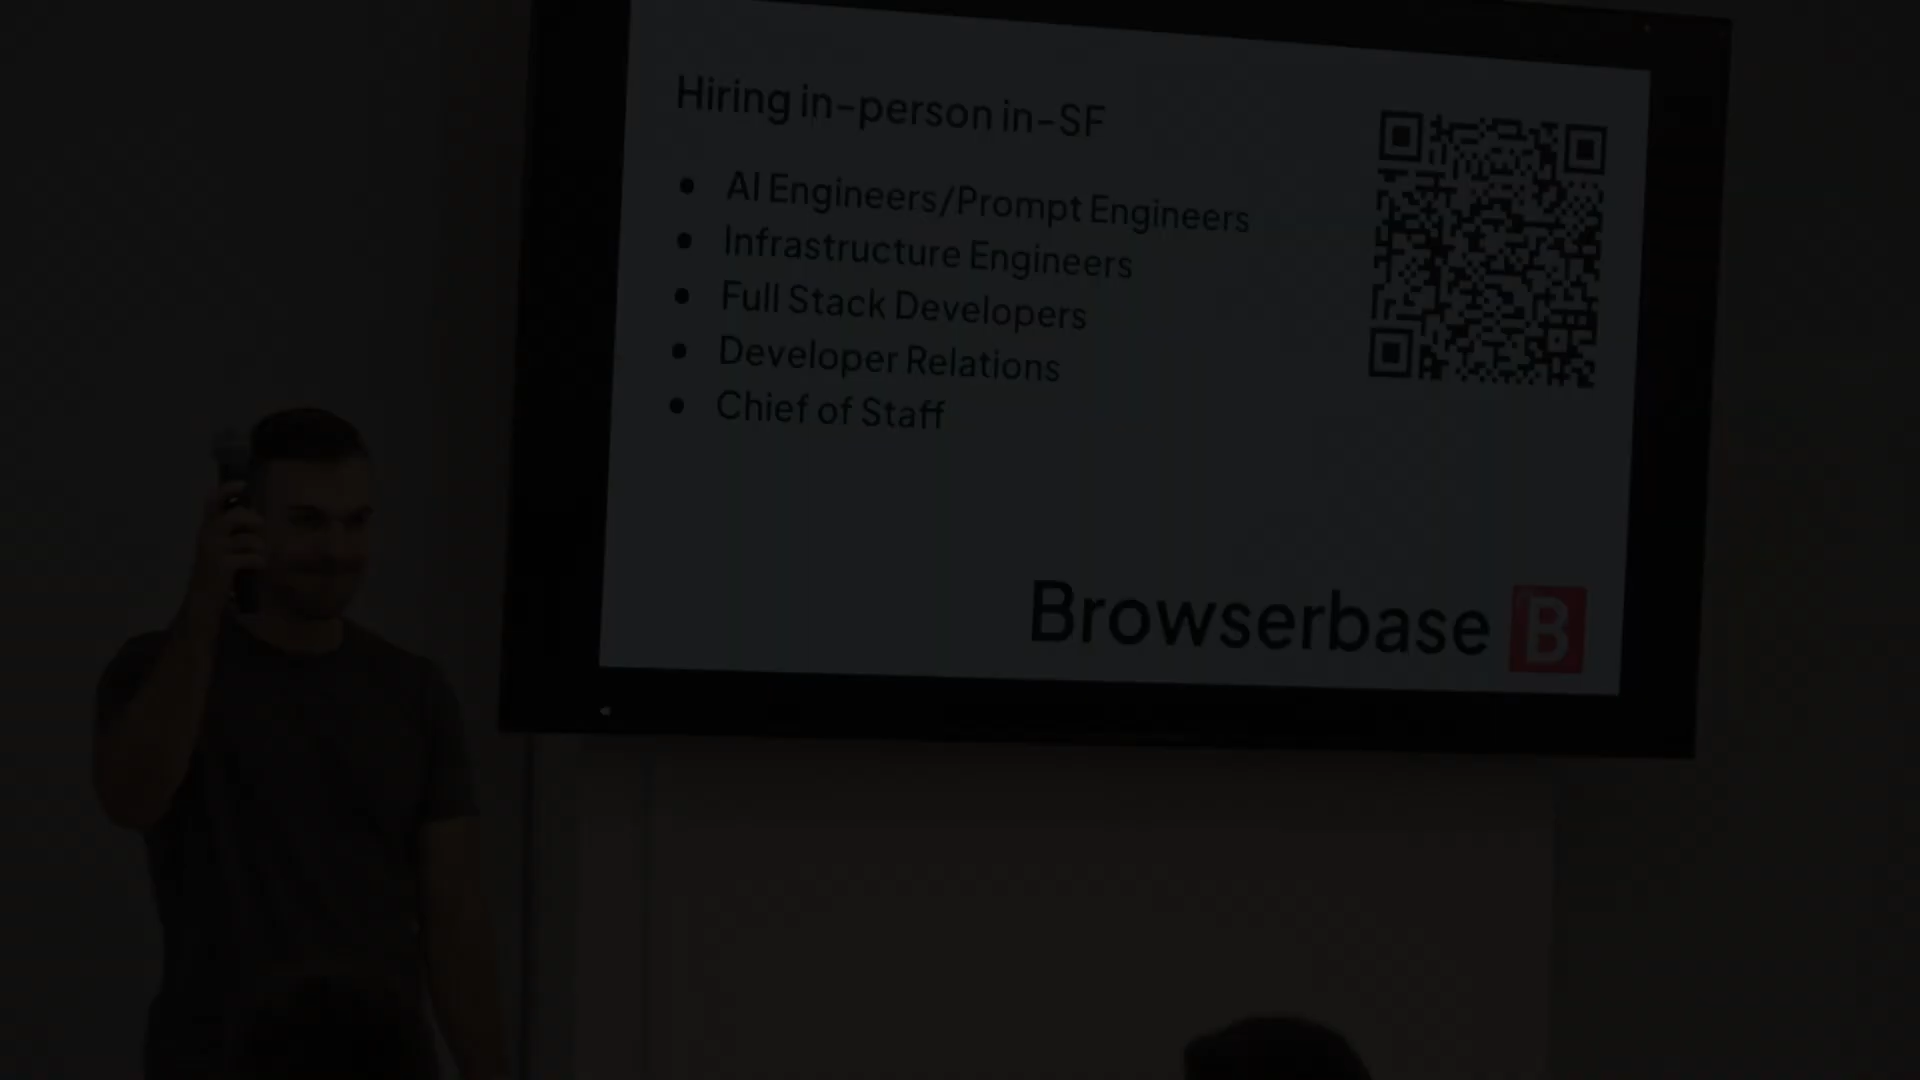 Hiring in-person in-SF
• AI Engineers/Prompt Engineers
• Infrastructure Engineers
• Full Stack Developers
• Developer Relations
• Chief of Staff
Browserbase B